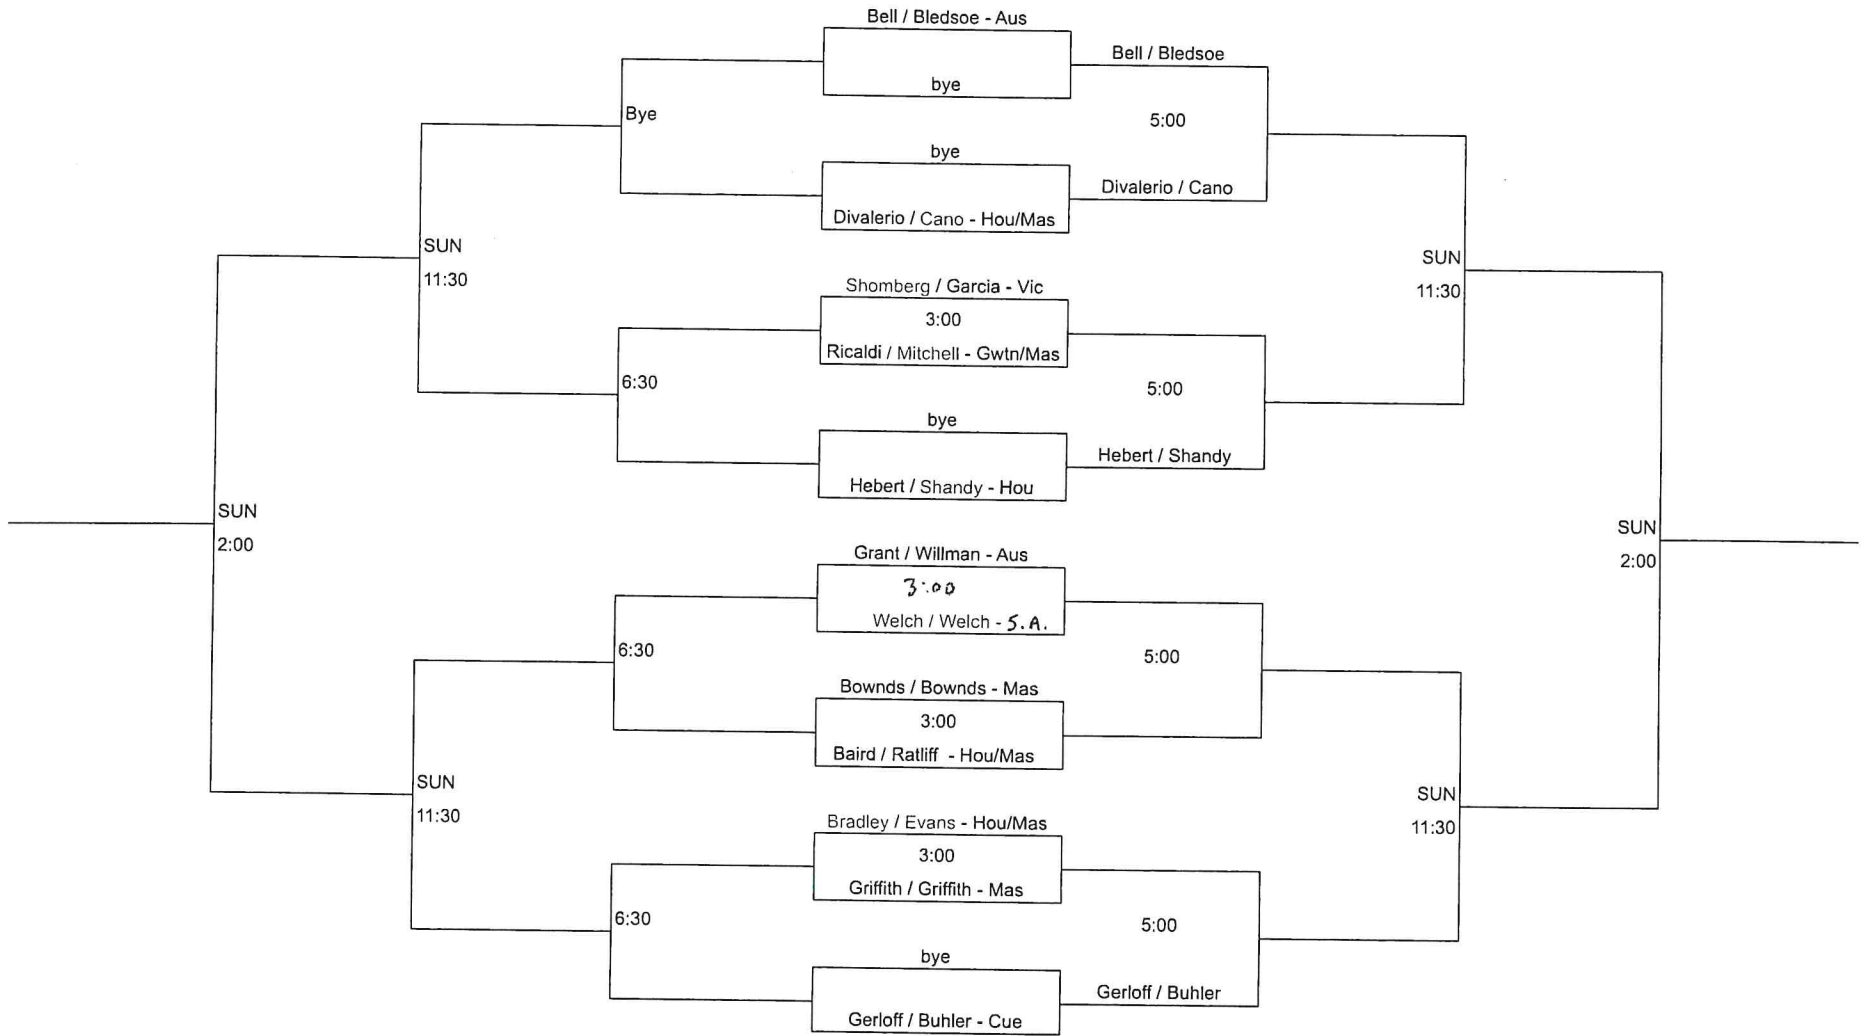 Bell / Bledsoe - Aus
Bell / Bledsoe
bye
Bye
5:00
bye
Divalerio / Cano
Divalerio / Cano - Hou/Mas
SUN
11:30
SUN
11:30
Shomberg / Garcia - Vic
3:00
Ricaldi / Mitchell - Gwtn/Mas
6:30
5:00
bye
Hebert / Shandy
Hebert / Shandy - Hou
SUN
2:00
SUN
2:00
Grant / Willman - Aus
3:00
Welch / Welch - S.A.
6:30
5:00
Bownds / Bownds - Mas
3:00
Baird / Ratliff - Hou/Mas
SUN
11:30
SUN
11:30
Bradley / Evans - Hou/Mas
3:00
Griffith / Griffith - Mas
6:30
5:00
bye
Gerloff / Buhler
Gerloff / Buhler - Cue